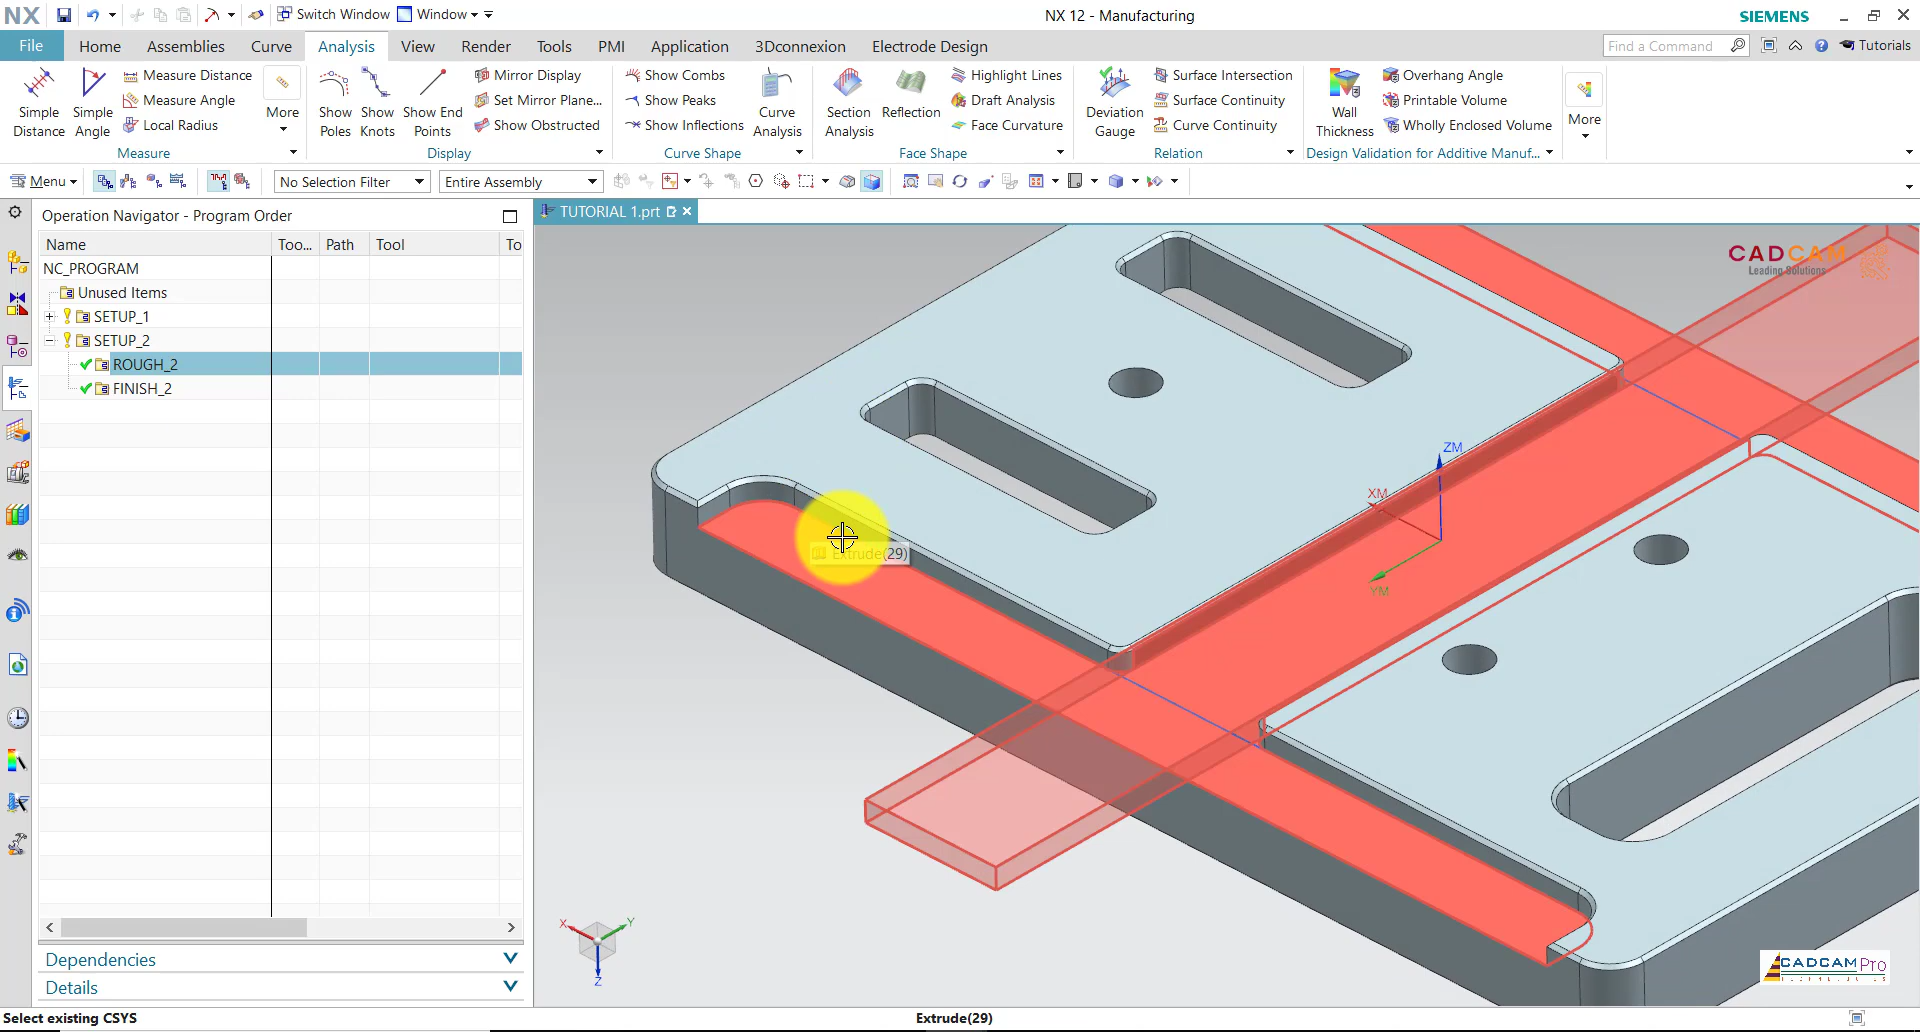 NX
Switch Window
Window
NX 12 - Manufacturing
SIEMENS
File
Home
Assemblies
Curve
Analysis
View
Render
Tools
PMI
Application
3Dconnexion
Electrode Design
Find a Command
Tutorials
Simple Distance
Simple Angle
Measure Distance
Measure Angle
Local Radius
More
Measure
Show Poles
Show Knots
Show End Points
Mirror Display
Set Mirror Plane...
Show Obstructed
Display
Show Combs
Show Peaks
Show Inflections
Curve Analysis
Curve Shape
Section Analysis
Reflection
Highlight Lines
Draft Analysis
Face Curvature
Face Shape
Deviation Gauge
Surface Intersection
Surface Continuity
Curve Continuity
Relation
Wall Thickness
Overhang Angle
Printable Volume
Wholly Enclosed Volume
Design Validation for Additive Manuf...
More
Menu
No Selection Filter
Entire Assembly
Operation Navigator - Program Order
TUTORIAL 1.prt
Name
Too...
Path
Tool
To
NC_PROGRAM
Unused Items
SETUP_1
SETUP_2
ROUGH_2
FINISH_2
CADCAM
Leading Solutions
ZM
XM
YM
Extrude(29)
X
Y
Z
CADCAM Pro
Dependencies
Details
Select existing CSYS
Extrude(29)